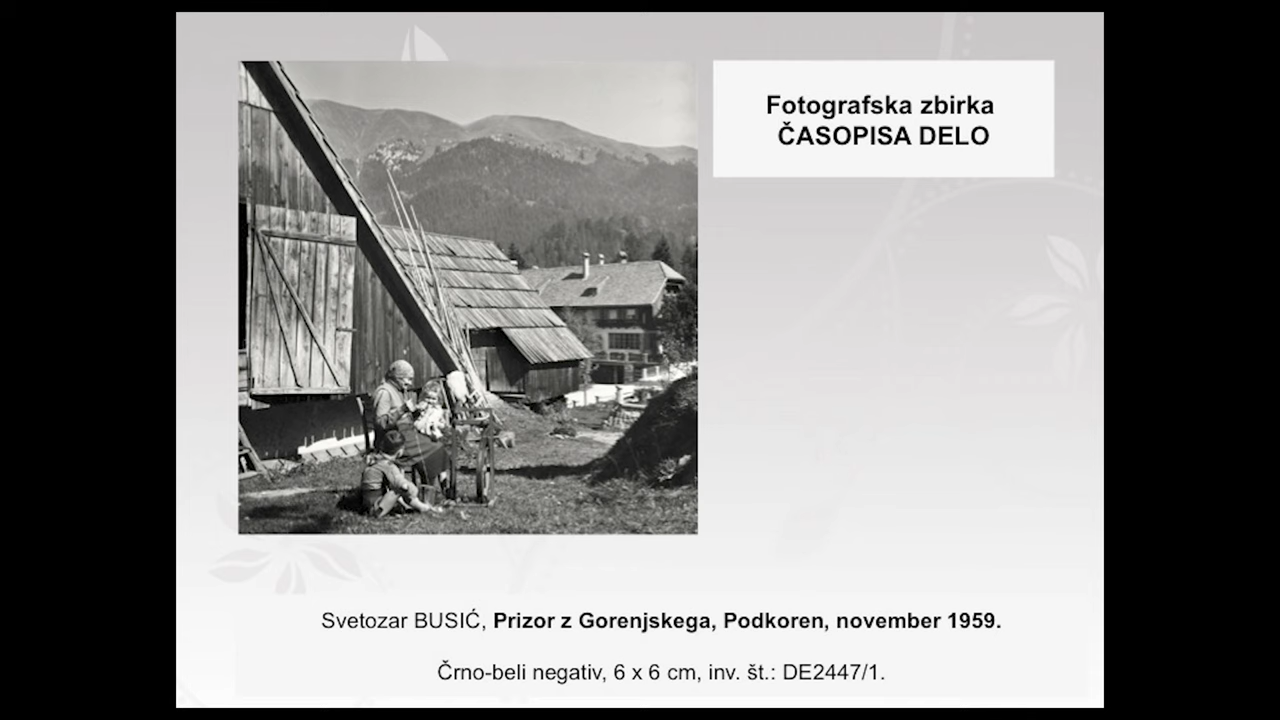 Fotografska zbirka
ČASOPISA DELO
Svetozar BUSIĆ, Prizor z Gorenjskega, Podkoren, november 1959.
Črno-beli negativ, 6 x 6 cm, inv. št.: DE2447/1.